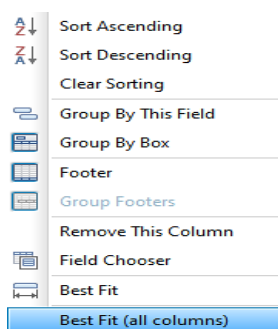 Sort Ascending
Sort Descending
Clear Sorting
Group By This Field
Group By Box
Footer
Group Footers
Remove This Column
Field Chooser
Best Fit
Best Fit (all columns)